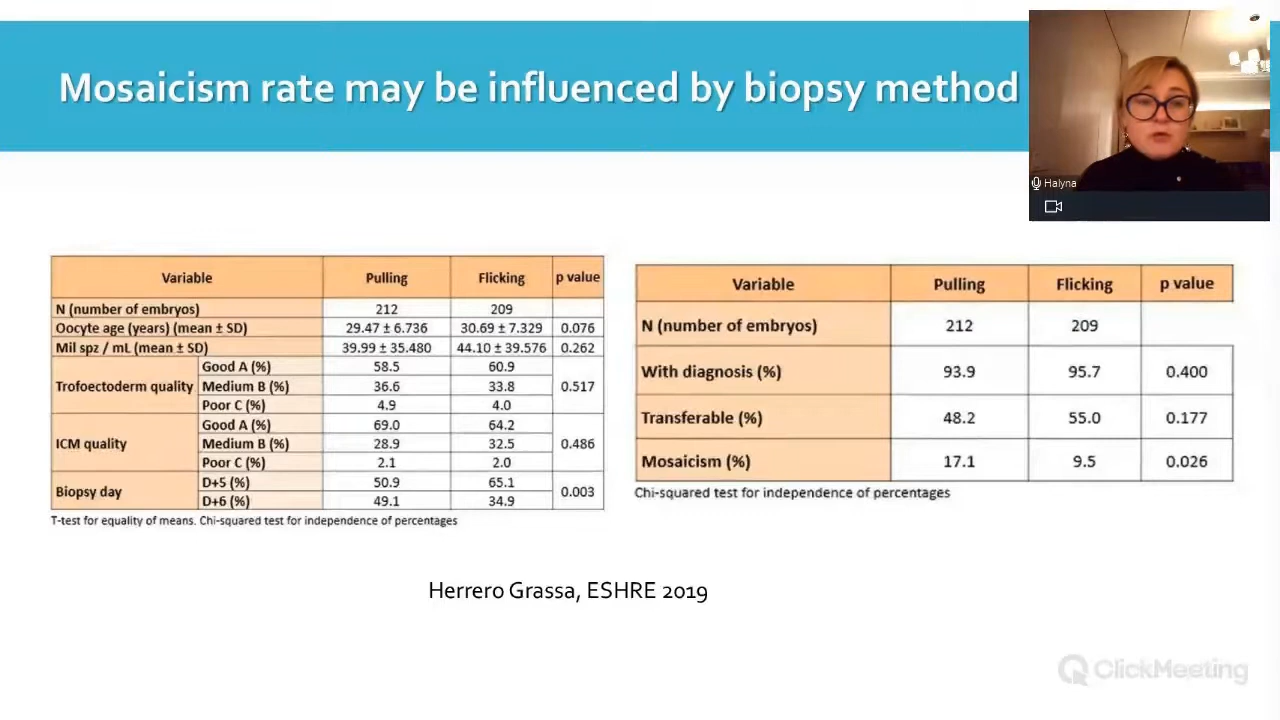 Mosaicism rate may be influenced by biopsy method
Halyna
Variable Pulling Flicking p value
N (number of embryos) 212 209
Oocyte age (years) (mean ± SD) 29.47 ± 6.736 30.69 ± 7.329 0.076
Mil spz / mL (mean ± SD) 39.99 ± 35.480 44.10 ± 39.576 0.262
Trofoectoderm quality Good A (%) 58.5 60.9 0.517
Medium B (%) 36.6 33.8
Poor C (%) 4.9 4.0
ICM quality Good A (%) 69.0 64.2 0.486
Medium B (%) 28.9 32.5
Poor C (%) 2.1 2.0
Biopsy day D+5 (%) 50.9 65.1 0.003
D+6 (%) 49.1 34.9
T-test for equality of means. Chi-squared test for independence of percentages
Variable Pulling Flicking p value
N (number of embryos) 212 209
With diagnosis (%) 93.9 95.7 0.400
Transferable (%) 48.2 55.0 0.177
Mosaicism (%) 17.1 9.5 0.026
Chi-squared test for independence of percentages
Herrero Grassa, ESHRE 2019
ClickMeeting